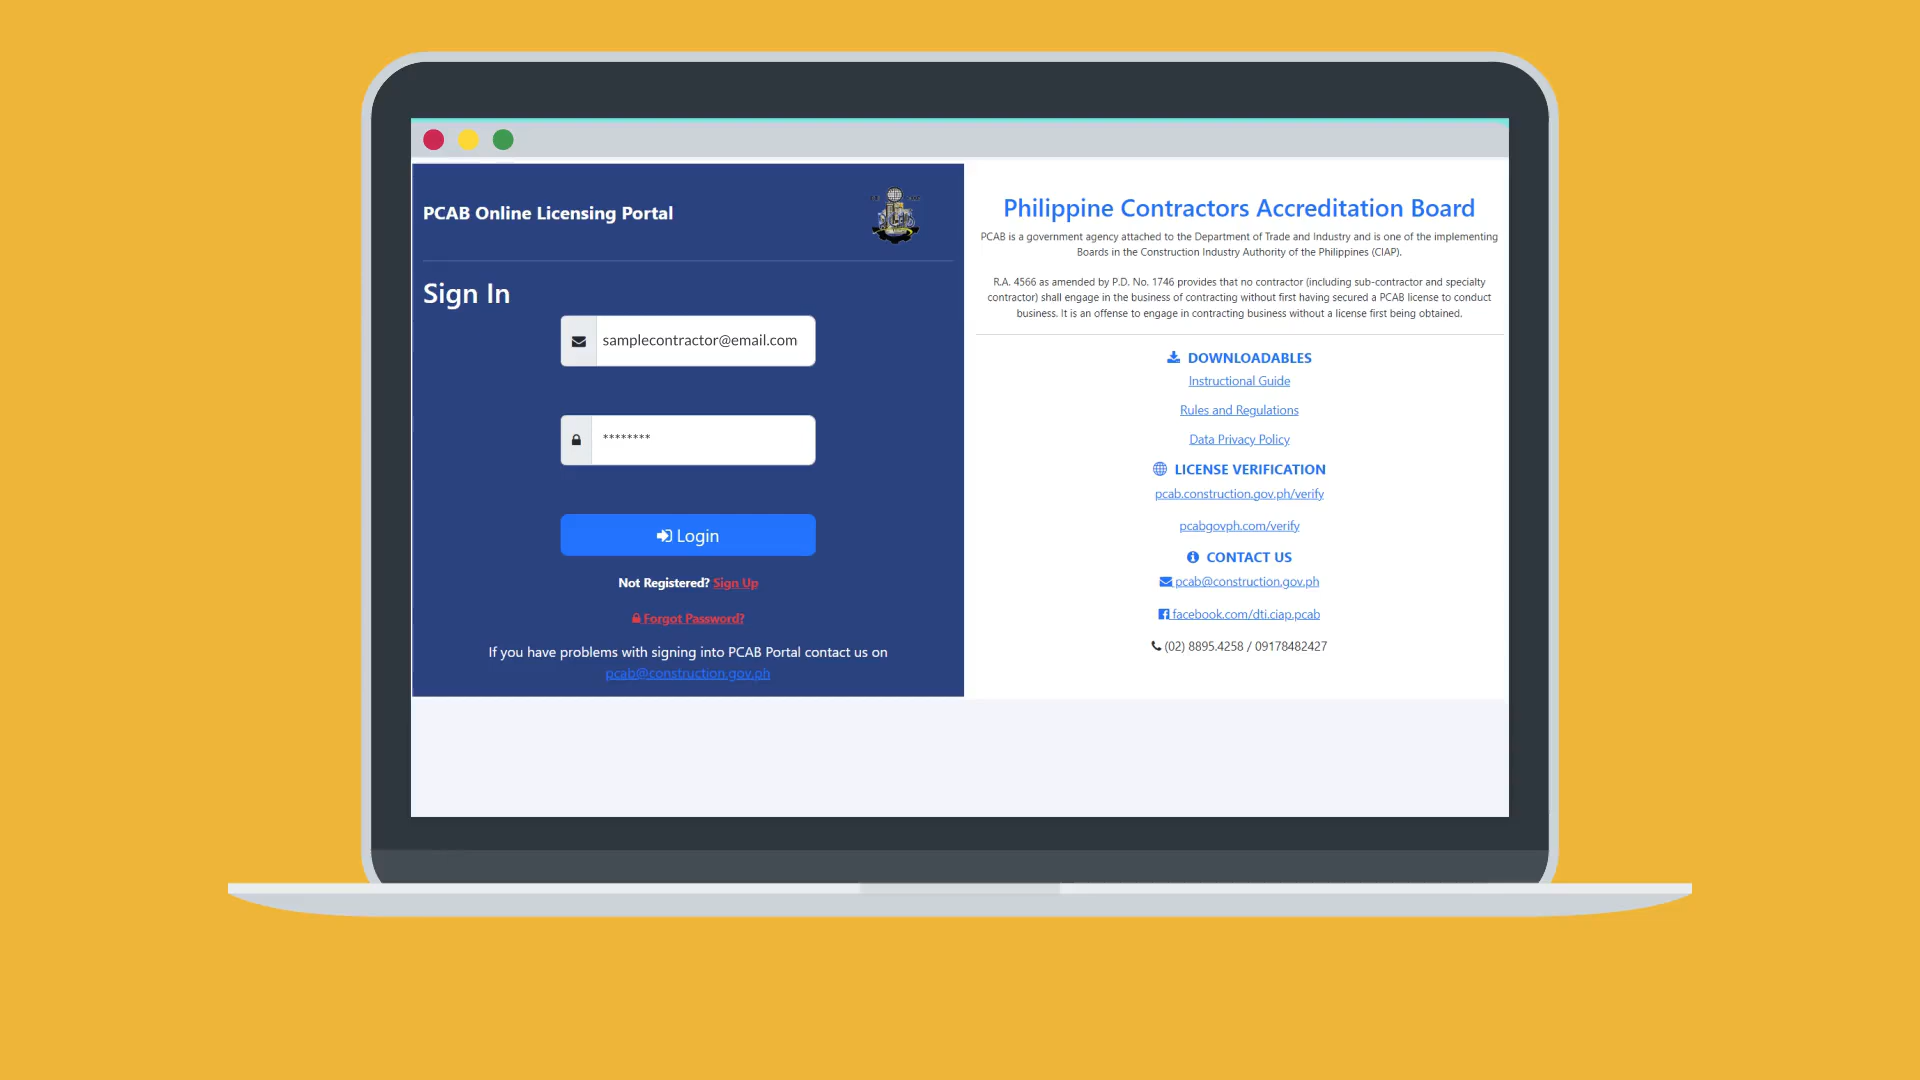 PCAB Online Licensing Portal
Sign In
samplecontractor@email.com
********
Login
Not Registered? Sign Up
Forgot Password?
If you have problems with signing into PCAB Portal contact us on
pcab@construction.gov.ph
Philippine Contractors Accreditation Board
PCAB is a government agency attached to the Department of Trade and Industry and is one of the implementing
Boards in the Construction Industry Authority of the Philippines (CIAP).
R.A. 4566 as amended by P.D. No. 1746 provides that no contractor (including sub-contractor and specialty
contractor) shall engage in the business of contracting without first having secured a PCAB license to conduct
business. It is an offense to engage in contracting business without a license first being obtained.
DOWNLOADABLES
Instructional Guide
Rules and Regulations
Data Privacy Policy
LICENSE VERIFICATION
pcab.construction.gov.ph/verify
pcabgovph.com/verify
CONTACT US
pcab@construction.gov.ph
facebook.com/dti.ciap.pcab
(02) 8895.4258 / 09178482427